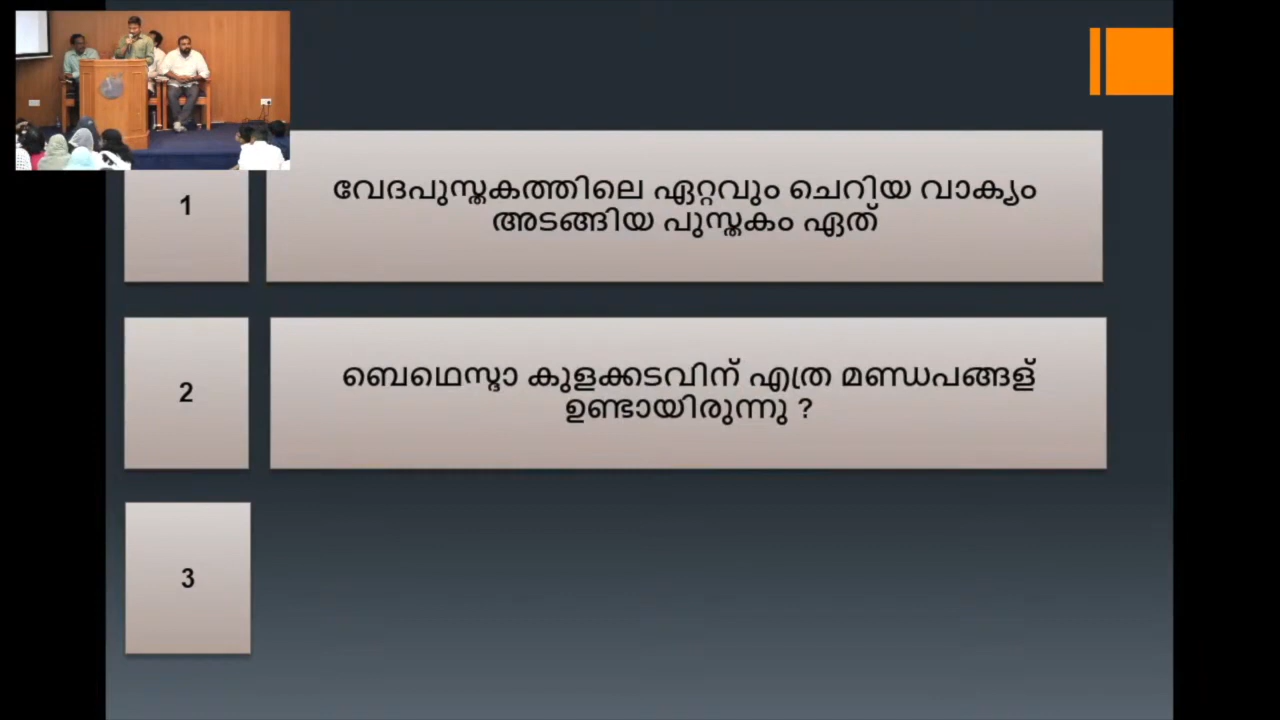 1
വേദപുസ്തകത്തിലെ ഏറ്റവും ചെറിയ വാക്യം
അടങ്ങിയ പുസ്തകം ഏത്
2
ബെഥെസ്ദാ കുളക്കടവിന് എത്ര മണ്ഡപങ്ങള്
ഉണ്ടായിരുന്നു ?
3